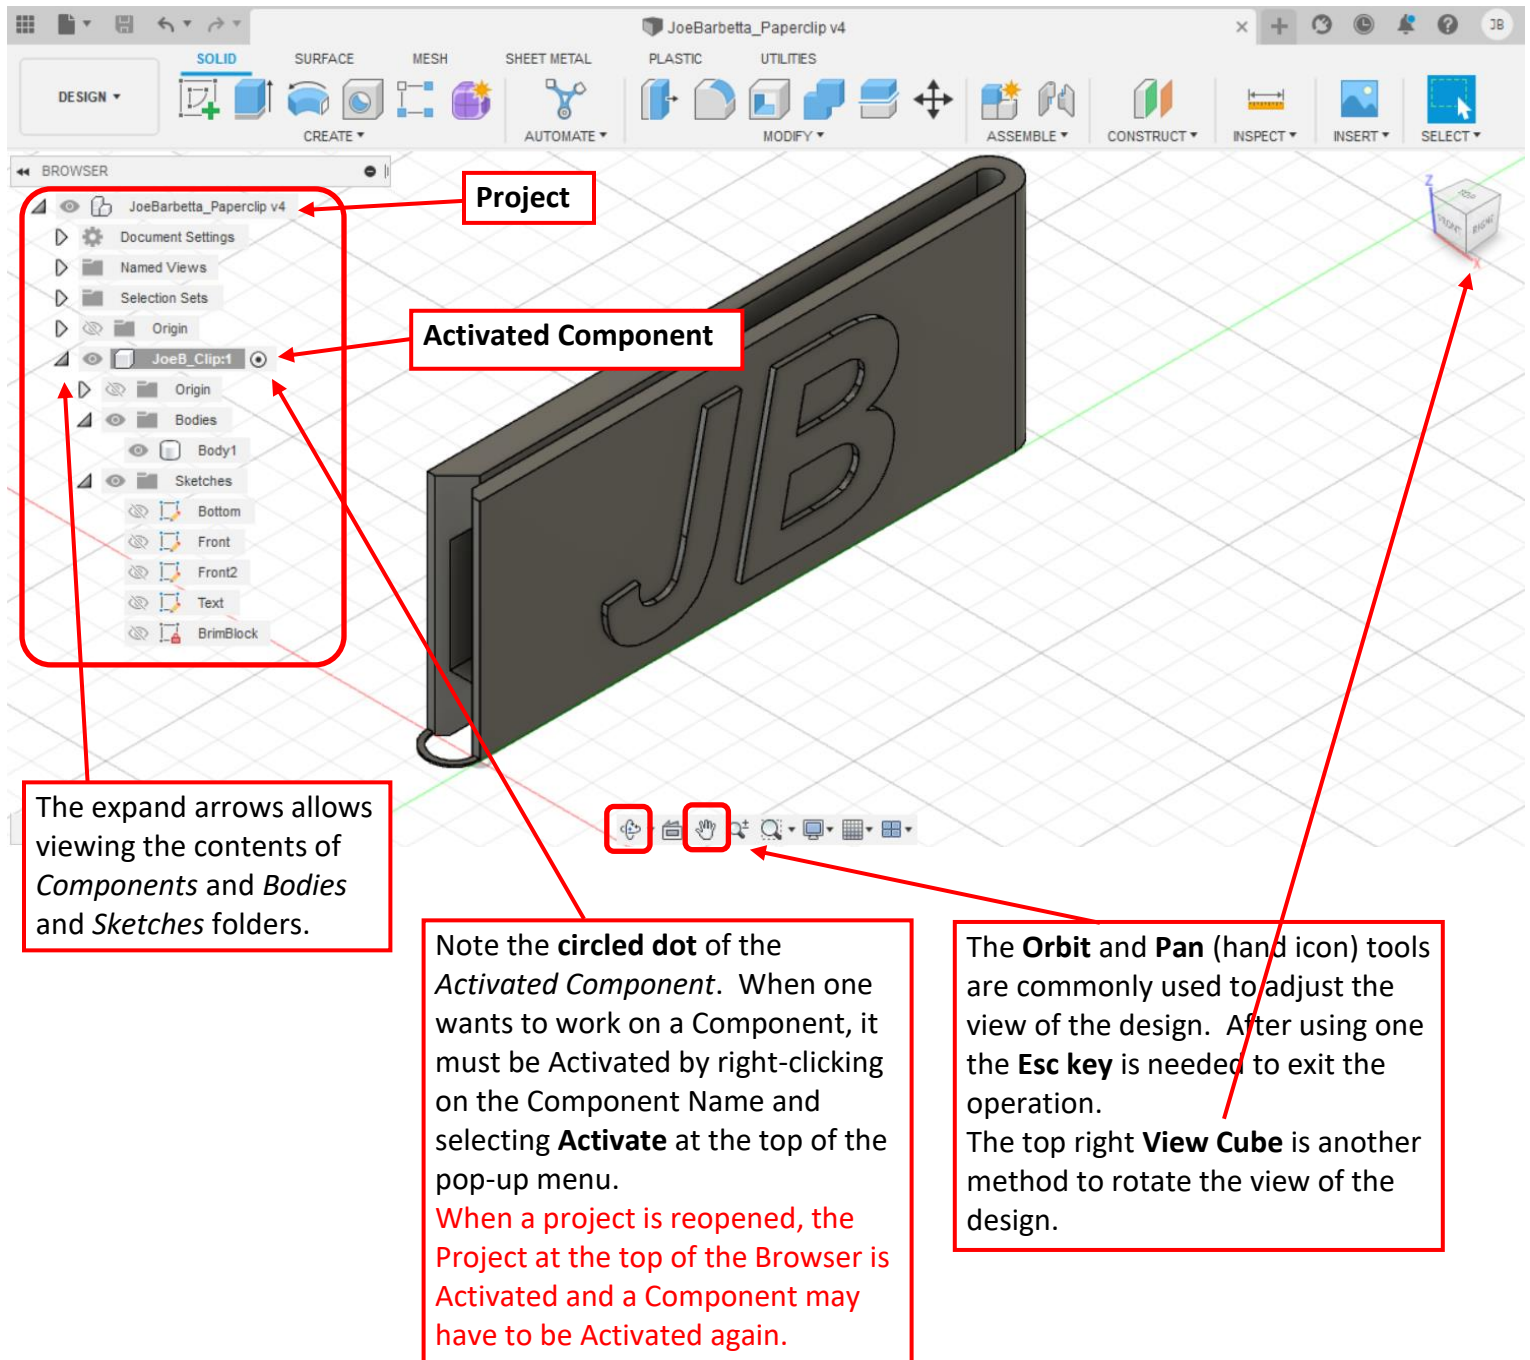 JoeBarbetta_Paperclip v4
JB
SOLID SURFACE MESH SHEET METAL PLASTIC UTILITIES
DESIGN
CREATE AUTOMATE MODIFY ASSEMBLE CONSTRUCT INSPECT INSERT SELECT
BROWSER
JoeBarbetta_Paperclip v4
Document Settings
Named Views
Selection Sets
Origin
JoeB_Clip:1
Origin
Bodies
Body1
Sketches
Bottom
Front
Front2
Text
BrimBlock
Project
Activated Component
JB
Z
TOP
FRONT RIGHT
X
The expand arrows allows
viewing the contents of
Components and Bodies
and Sketches folders.
Note the circled dot of the
Activated Component. When one
wants to work on a Component, it
must be Activated by right-clicking
on the Component Name and
selecting Activate at the top of the
pop-up menu.
When a project is reopened, the
Project at the top of the Browser is
Activated and a Component may
have to be Activated again.
The Orbit and Pan (hand icon) tools
are commonly used to adjust the
view of the design. After using one
the Esc key is needed to exit the
operation.
The top right View Cube is another
method to rotate the view of the
design.